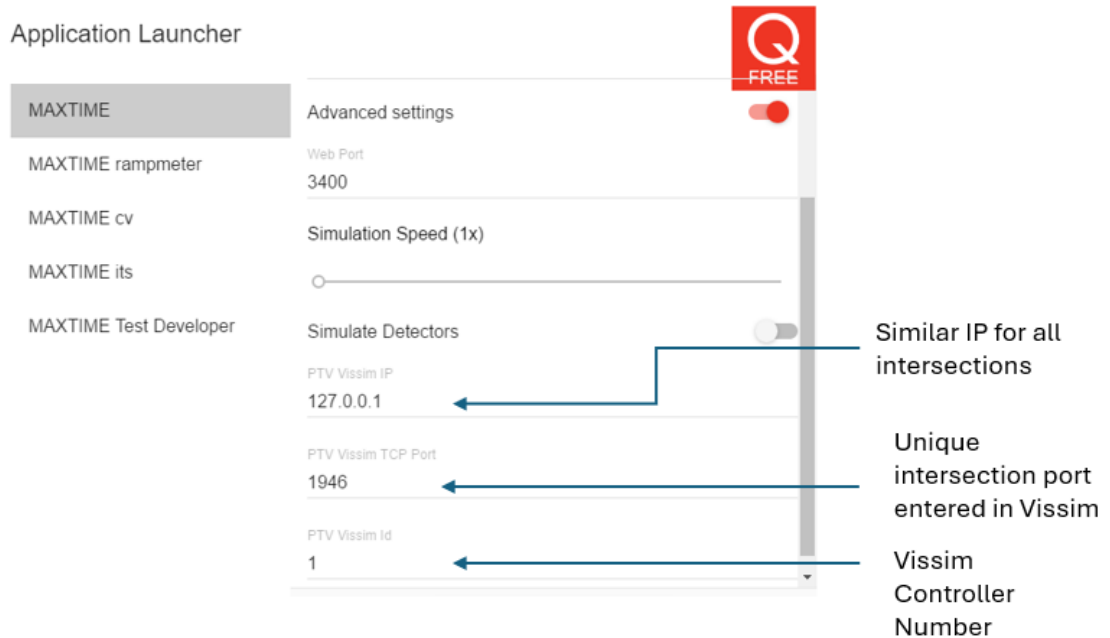 Application Launcher
Q
FREE
MAXTIME
MAXTIME rampmeter
MAXTIME cv
MAXTIME its
MAXTIME Test Developer
Advanced settings
Web Port
3400
Simulation Speed (1x)
Simulate Detectors
PTV Vissim IP
127.0.0.1
PTV Vissim TCP Port
1946
PTV Vissim Id
1
Similar IP for all
intersections
Unique
intersection port
entered in Vissim
Vissim
Controller
Number